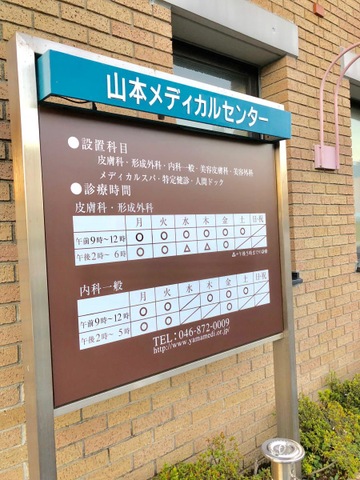 山本メディカルセンター
●設置科目
皮膚科・形成外科・内科一般・美容皮膚科・美容外科
メディカルスパ・特定健診・人間ドック
●診療時間
皮膚科・形成外科
月 火 水 木 金 土 日・祝
午前9時～12時 ○ ○ ○ ○ ○ ○ ／
午後2時～6時 ○ ○ △ △ ○ ／ ／
内科一般
月 火 水 木 金 土 日・祝
午前9時～12時 ○ ○ ／ ○ ○ ○ ／
午後2時～5時 ○ ○ ／ ／ ○ ／ ／
TEL：046-872-0009
http://www.yamamedi.or.jp/